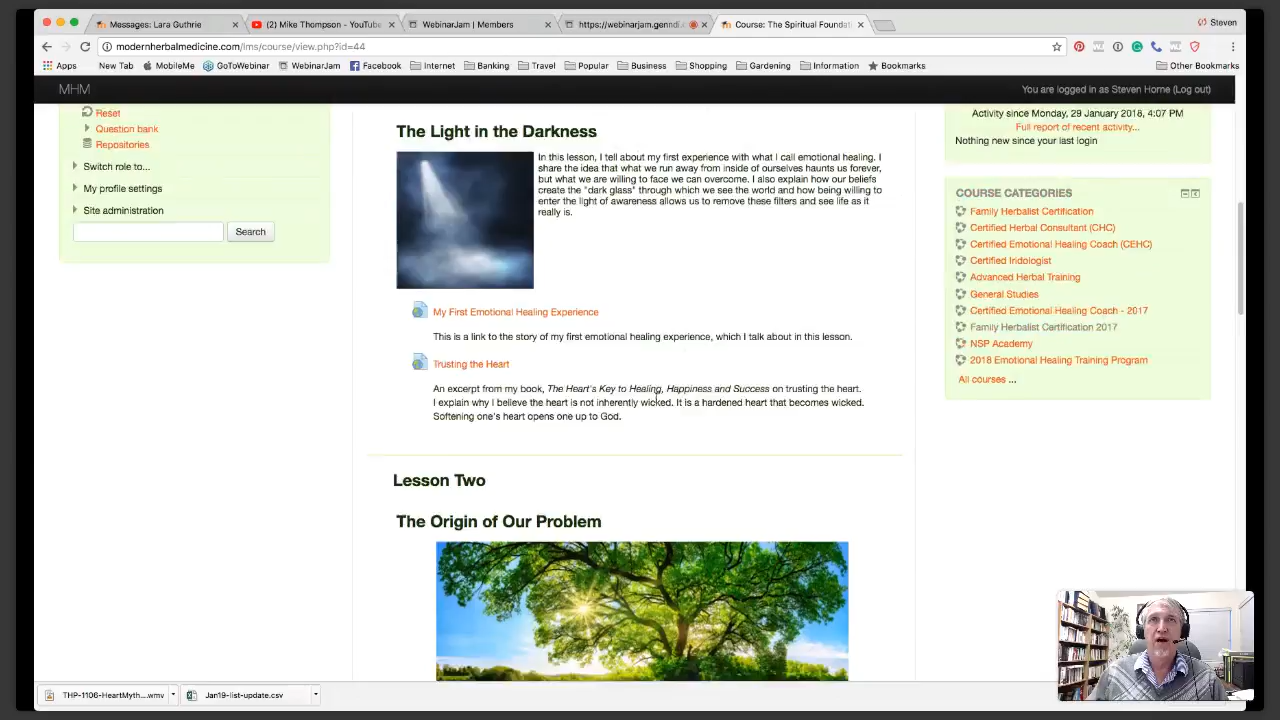 Messages: Lara Guthrie
(2) Mike Thompson - YouTube
WebinarJam | Members
https://webinarjam.genndi.c
Course: The Spiritual Foundat
Steven
modernherbalmedicine.com/lms/course/view.php?id=44
Apps
New Tab
MobileMe
GoToWebinar
WebinarJam
Facebook
Internet
Banking
Travel
Popular
Business
Shopping
Gardening
Information
Bookmarks
Other Bookmarks
MHM
You are logged in as Steven Horne (Log out)
Reset
Question bank
Repositories
Switch role to...
My profile settings
Site administration
Search
The Light in the Darkness
In this lesson, I tell about my first experience with what I call emotional healing. I
share the idea that what we run away from inside of ourselves haunts us forever,
but what we are willing to face we can overcome. I also explain how our beliefs
create the "dark glass" through which we see the world and how being willing to
enter the light of awareness allows us to remove these filters and see life as it
really is.
My First Emotional Healing Experience
This is a link to the story of my first emotional healing experience, which I talk about in this lesson.
Trusting the Heart
An excerpt from my book, The Heart's Key to Healing, Happiness and Success on trusting the heart.
I explain why I believe the heart is not inherently wicked. It is a hardened heart that becomes wicked.
Softening one's heart opens one up to God.
Lesson Two
The Origin of Our Problem
Activity since Monday, 29 January 2018, 4:07 PM
Full report of recent activity...
Nothing new since your last login
COURSE CATEGORIES
Family Herbalist Certification
Certified Herbal Consultant (CHC)
Certified Emotional Healing Coach (CEHC)
Certified Iridologist
Advanced Herbal Training
General Studies
Certified Emotional Healing Coach - 2017
Family Herbalist Certification 2017
NSP Academy
2018 Emotional Healing Training Program
All courses ...
THP-1106-HeartMyth...wmv
Jan19-list-update.csv